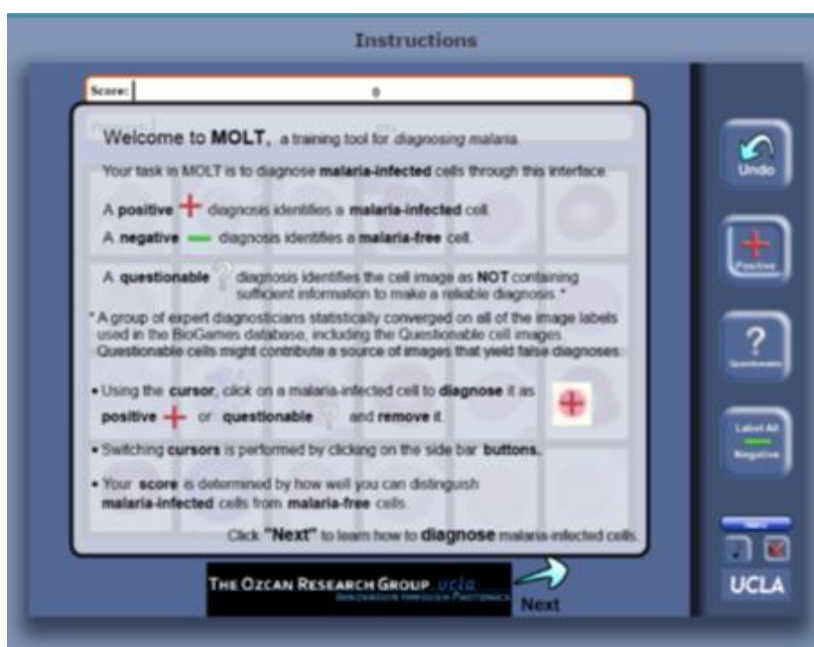 Instructions
Score: 0
Welcome to MOLT, a training tool for diagnosing malaria.
Your task in MOLT is to diagnose malaria-infected cells through this interface.
A positive + diagnosis identifies a malaria-infected cell.
A negative — diagnosis identifies a malaria-free cell.
A questionable ? diagnosis identifies the cell image as NOT containing
sufficient information to make a reliable diagnosis.*
* A group of expert diagnosticians statistically converged on all of the image labels
used in the BioGames database, including the Questionable cell images.
Questionable cells might contribute a source of images that yield false diagnoses.
• Using the cursor, click on a malaria-infected cell to diagnose it as
positive + or questionable ? and remove it.
• Switching cursors is performed by clicking on the side bar buttons.
• Your score is determined by how well you can distinguish
malaria-infected cells from malaria-free cells.
Click "Next" to learn how to diagnose malaria-infected cells.
THE OZCAN RESEARCH GROUP ucla
INNOVATION THROUGH PHOTONICS
Next
Undo
Positive
?
Questionable
Label All
Negative
UCLA